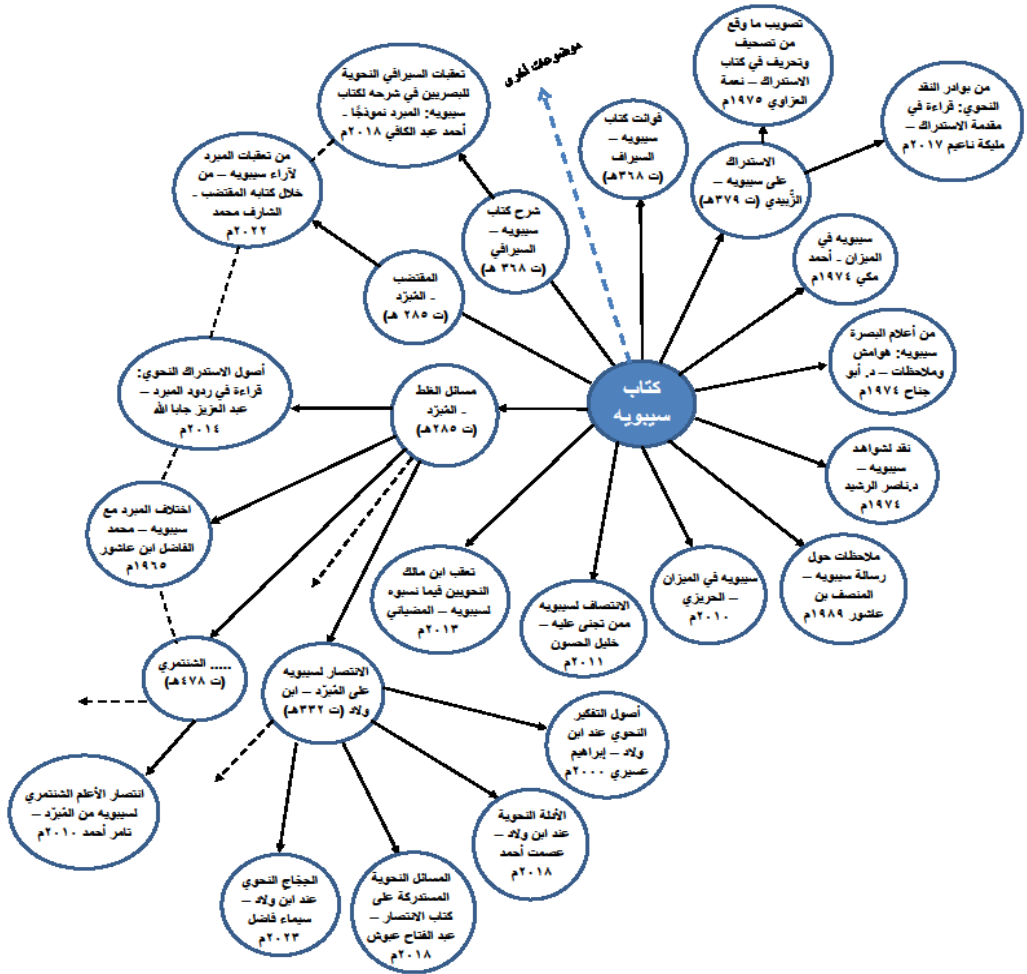 كتاب
سيبويه
موضوعات أخرى
تصويب ما وقع
من تصحيف
وتحريف في كتاب
الاستدراك – نعمة
العزاوي ١٩٧٥م
من بوادر النقد
النحوي: قراءة في
مقدمة الاستدراك –
مليكة ناعيم ٢٠١٧م
الاستدراك
على سيبويه –
الزُّبيدي (ت ٣٧٩هـ)
فوائت كتاب
سيبويه –
السيراف
(ت ٣٦٨هـ)
تعقبات السيرافي النحوية
للبصريين في شرحه لكتاب
سيبويه: المبرد نموذجًا -
أحمد عبد الكافي ٢٠١٨م
شرح كتاب
سيبويه –
السيرافي
(ت ٣٦٨ هـ)
من تعقبات المبرد
لآراء سيبويه – من
خلال كتابه المقتضب -
الشارف محمد
٢٠٢٢م
المقتضب
- المُبرّد
(ت ٢٨٥ هـ)
سيبويه في
الميزان - أحمد
مكي ١٩٧٤م
من أعلام البصرة
سيبويه: هوامش
وملاحظات – د. أبو
جناح ١٩٧٤م
نقد لشواهد
سيبويه –
د.ناصر الرشيد
١٩٧٤م
ملاحظات حول
رسالة سيبويه –
المنصف بن
عاشور ١٩٨٩م
سيبويه في الميزان
– الحريزي
٢٠١٠م
الانتصاف لسيبويه
ممن تجنى عليه –
خليل الحسون
٢٠١١م
تعقب ابن مالك
النحويين فيما نسبوه
لسيبويه – المضياني
٢٠١٣م
مسائل الغلط
- المُبرّد
(ت ٢٨٥هـ)
أصول الاستدراك النحوي:
قراءة في ردود المبرد –
عبد العزيز جابا الله
٢٠١٤م
اختلاف المبرد مع
سيبويه – محمد
الفاضل ابن عاشور
١٩٦٥م
..... الشنتمري
(ت ٤٧٨هـ)
انتصار الأعلم الشنتمري
لسيبويه من المُبرّد –
تامر أحمد ٢٠١٠م
الانتصار لسيبويه
على المُبرّد – ابن
ولاد (ت ٣٣٢هـ)
أصول التفكير
النحوي عند ابن
ولاد – إبراهيم
عسيري ٢٠٠٠م
الأدلة النحوية
عند ابن ولاد –
عصمت أحمد
٢٠١٨م
المسائل النحوية
المستدركة على
كتاب الانتصار –
عبد الفتاح عبوش
٢٠١٨م
الحِجَاج النحوي
عند ابن ولاد –
سيماء فاضل
٢٠٢٣م